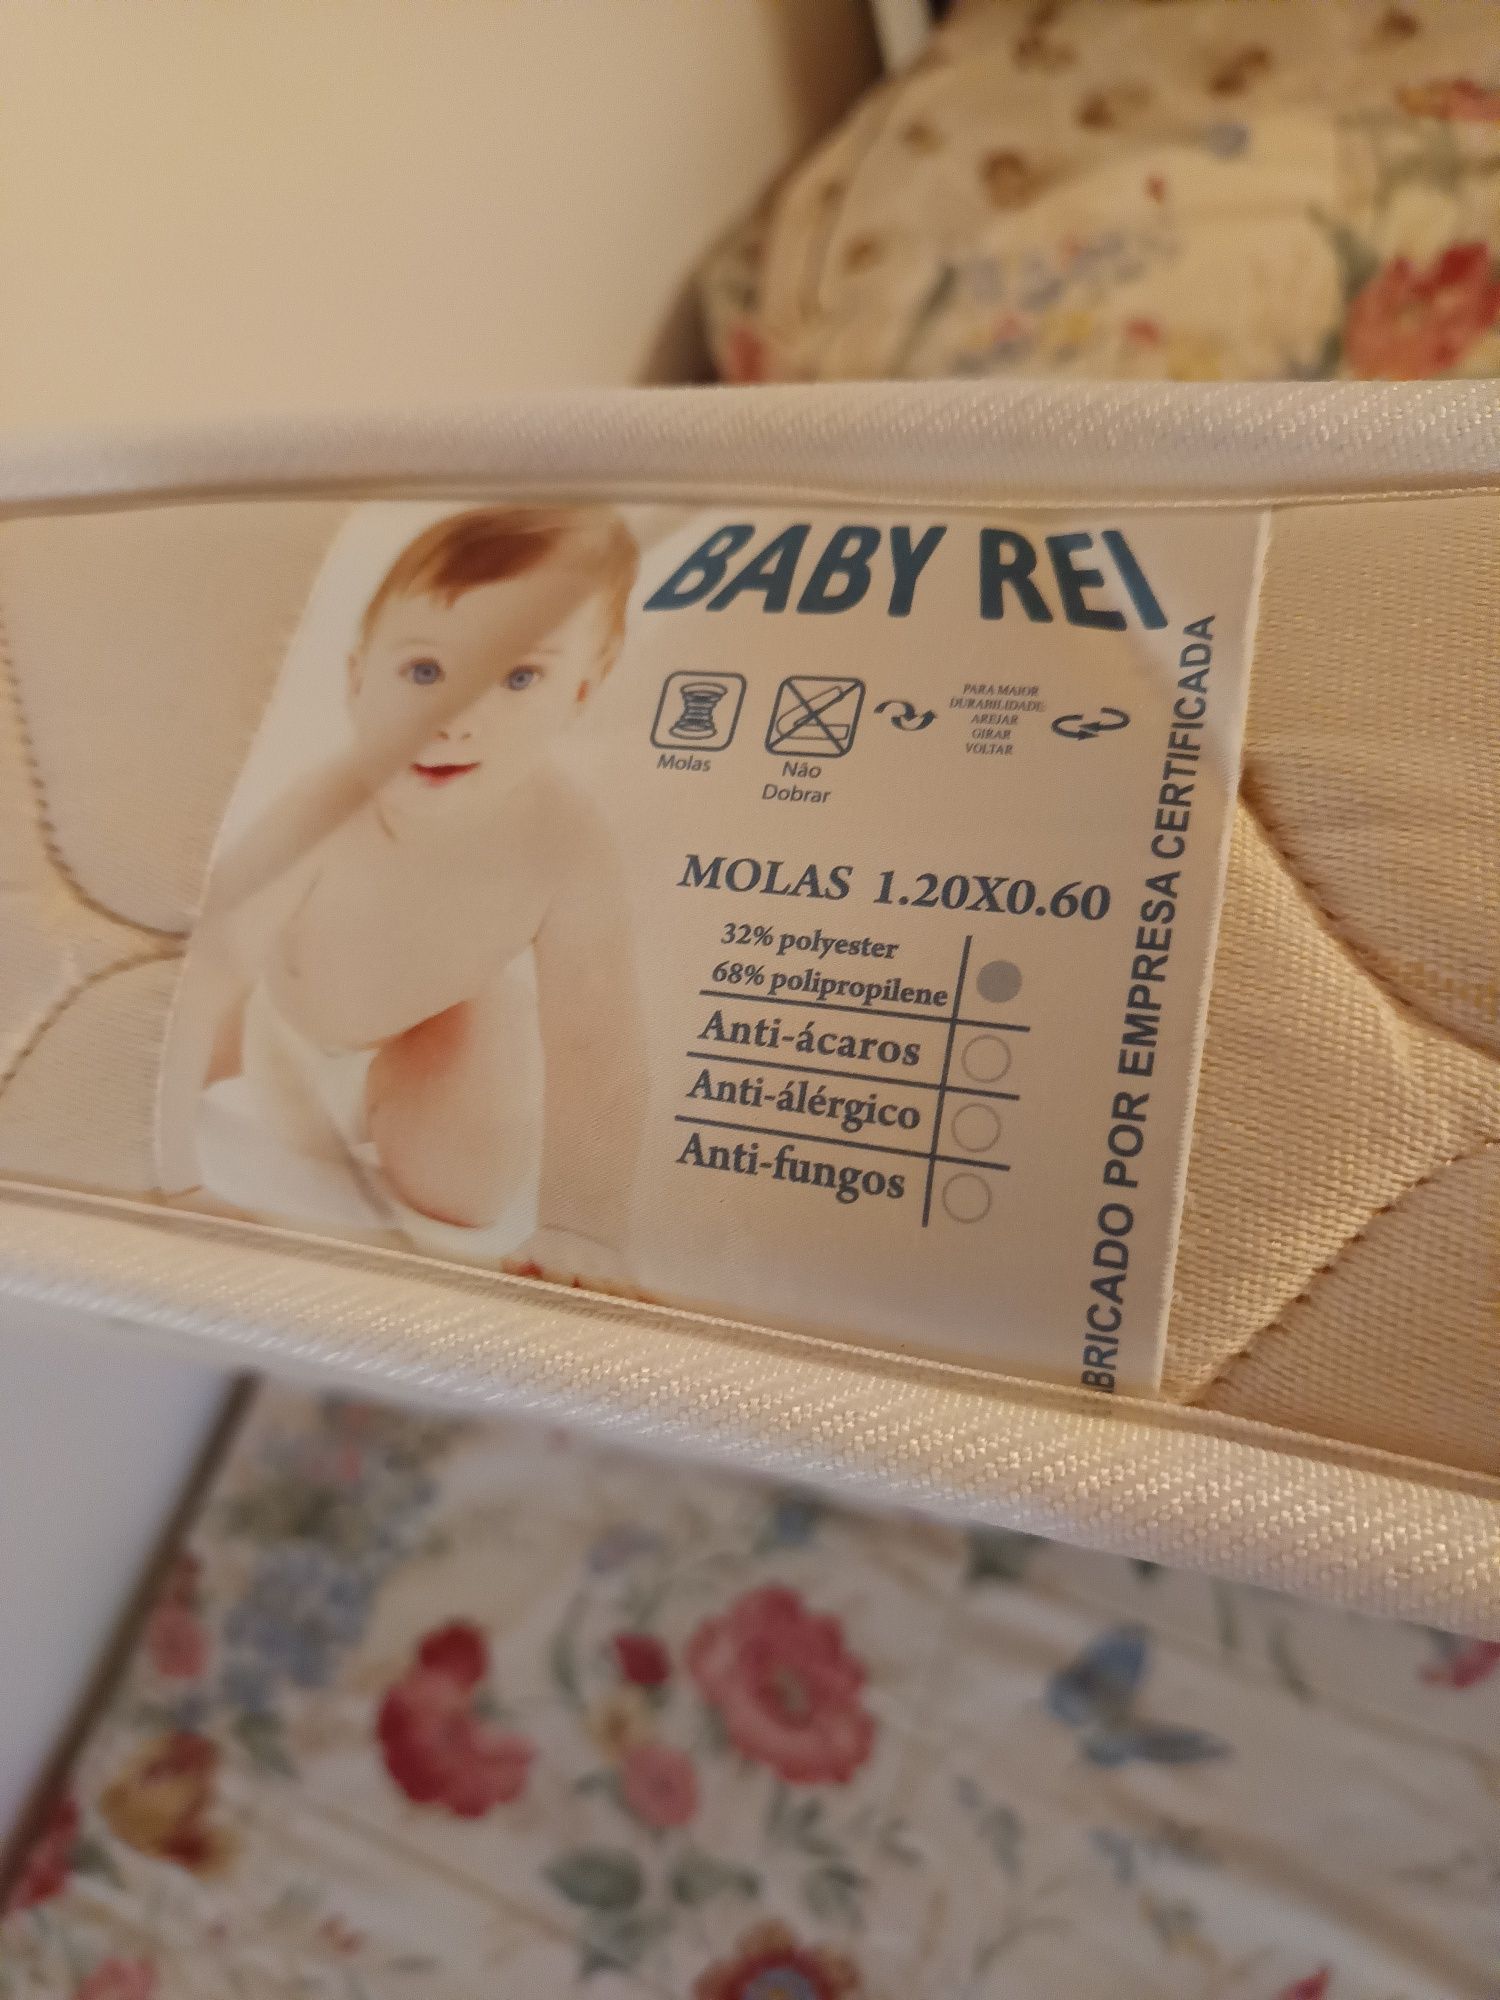 BABY REI
Molas
Não
Dobrar
PARA MAIOR
DURABILIDADE:
AREJAR
GIRAR
VOLTAR
MOLAS 1.20X0.60
32% polyester
68% polipropilene
Anti-ácaros
Anti-álérgico
Anti-fungos
ABRICADO POR EMPRESA CERTIFICADA